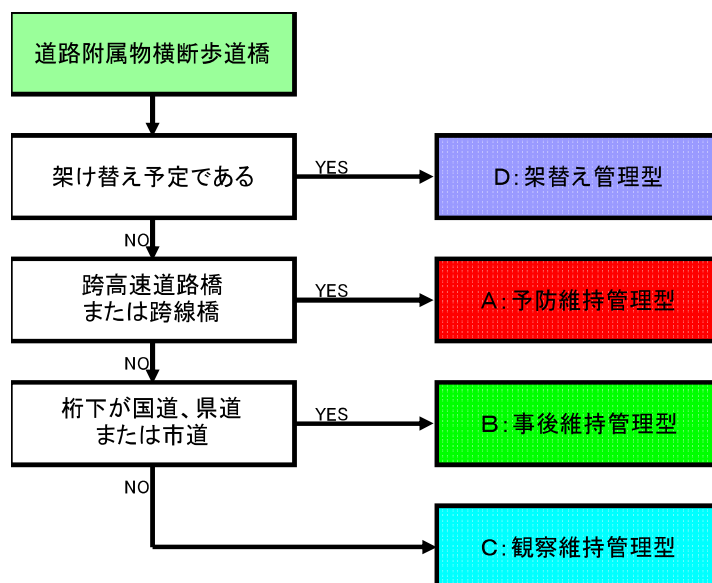 道路附属物横断歩道橋
架け替え予定である
YES
D:架替え管理型
NO
跨高速道路橋
または跨線橋
YES
A:予防維持管理型
NO
桁下が国道、県道
または市道
YES
B:事後維持管理型
NO
C:観察維持管理型